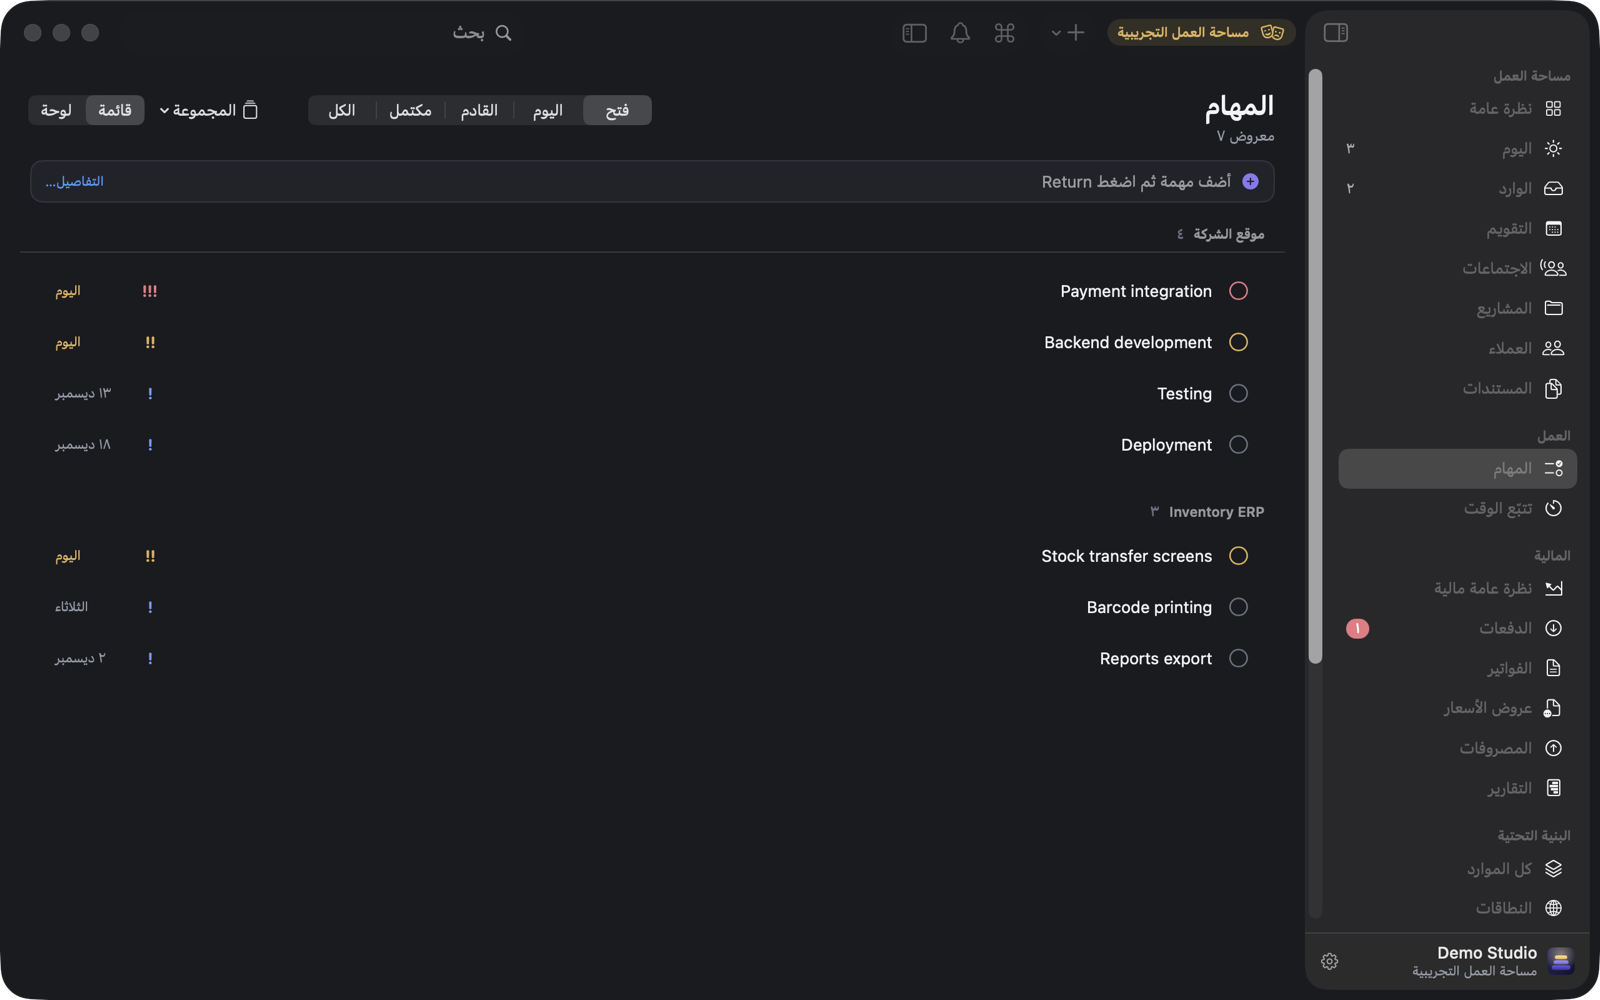 مساحة العمل التجريبية
بحث
مساحة العمل
نظرة عامة
اليوم ٣
الوارد ٢
التقويم
الاجتماعات
المشاريع
العملاء
المستندات
العمل
المهام
تتبّع الوقت
المالية
نظرة عامة مالية
الدفعات ١
الفواتير
عروض الأسعار
المصروفات
التقارير
البنية التحتية
كل الموارد
النطاقات
Demo Studio
مساحة العمل التجريبية
المهام
٧ معروض
فتح اليوم القادم مكتمل الكل
المجموعة قائمة لوحة
أضف مهمة ثم اضغط Return التفاصيل...
موقع الشركة ٤
Payment integration !!! اليوم
Backend development !! اليوم
Testing ! ١٣ ديسمبر
Deployment ! ١٨ ديسمبر
Inventory ERP ٣
Stock transfer screens !! اليوم
Barcode printing ! الثلاثاء
Reports export ! ٢ ديسمبر